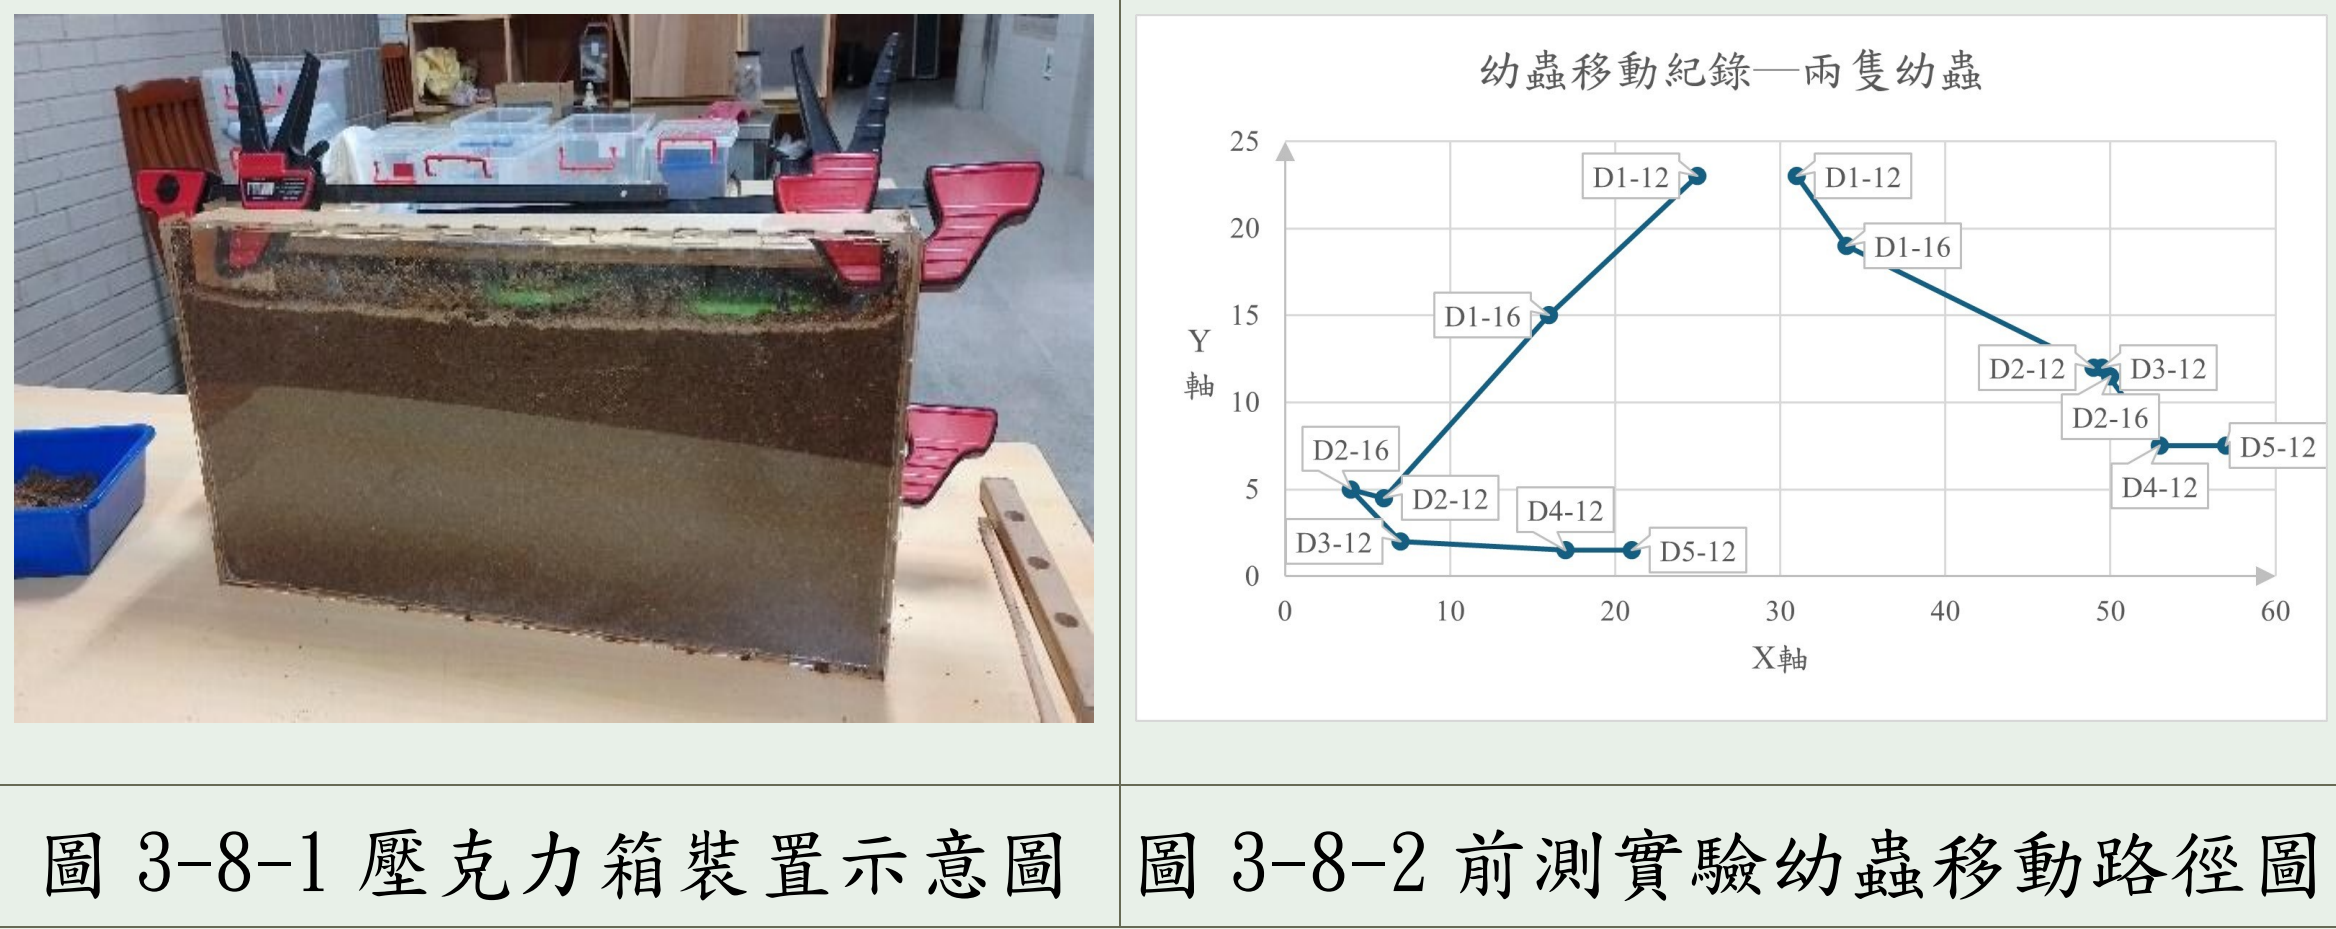 幼蟲移動紀錄—兩隻幼蟲
25
20
15
10
5
0
Y
軸
D1-12
D1-12
D1-16
D1-16
D2-12
D3-12
D2-16
D2-16
D5-12
D4-12
D2-12
D4-12
D3-12
D5-12
0 10 20 30 40 50 60
X軸
圖 3-8-1 壓克力箱裝置示意圖
圖 3-8-2 前測實驗幼蟲移動路徑圖